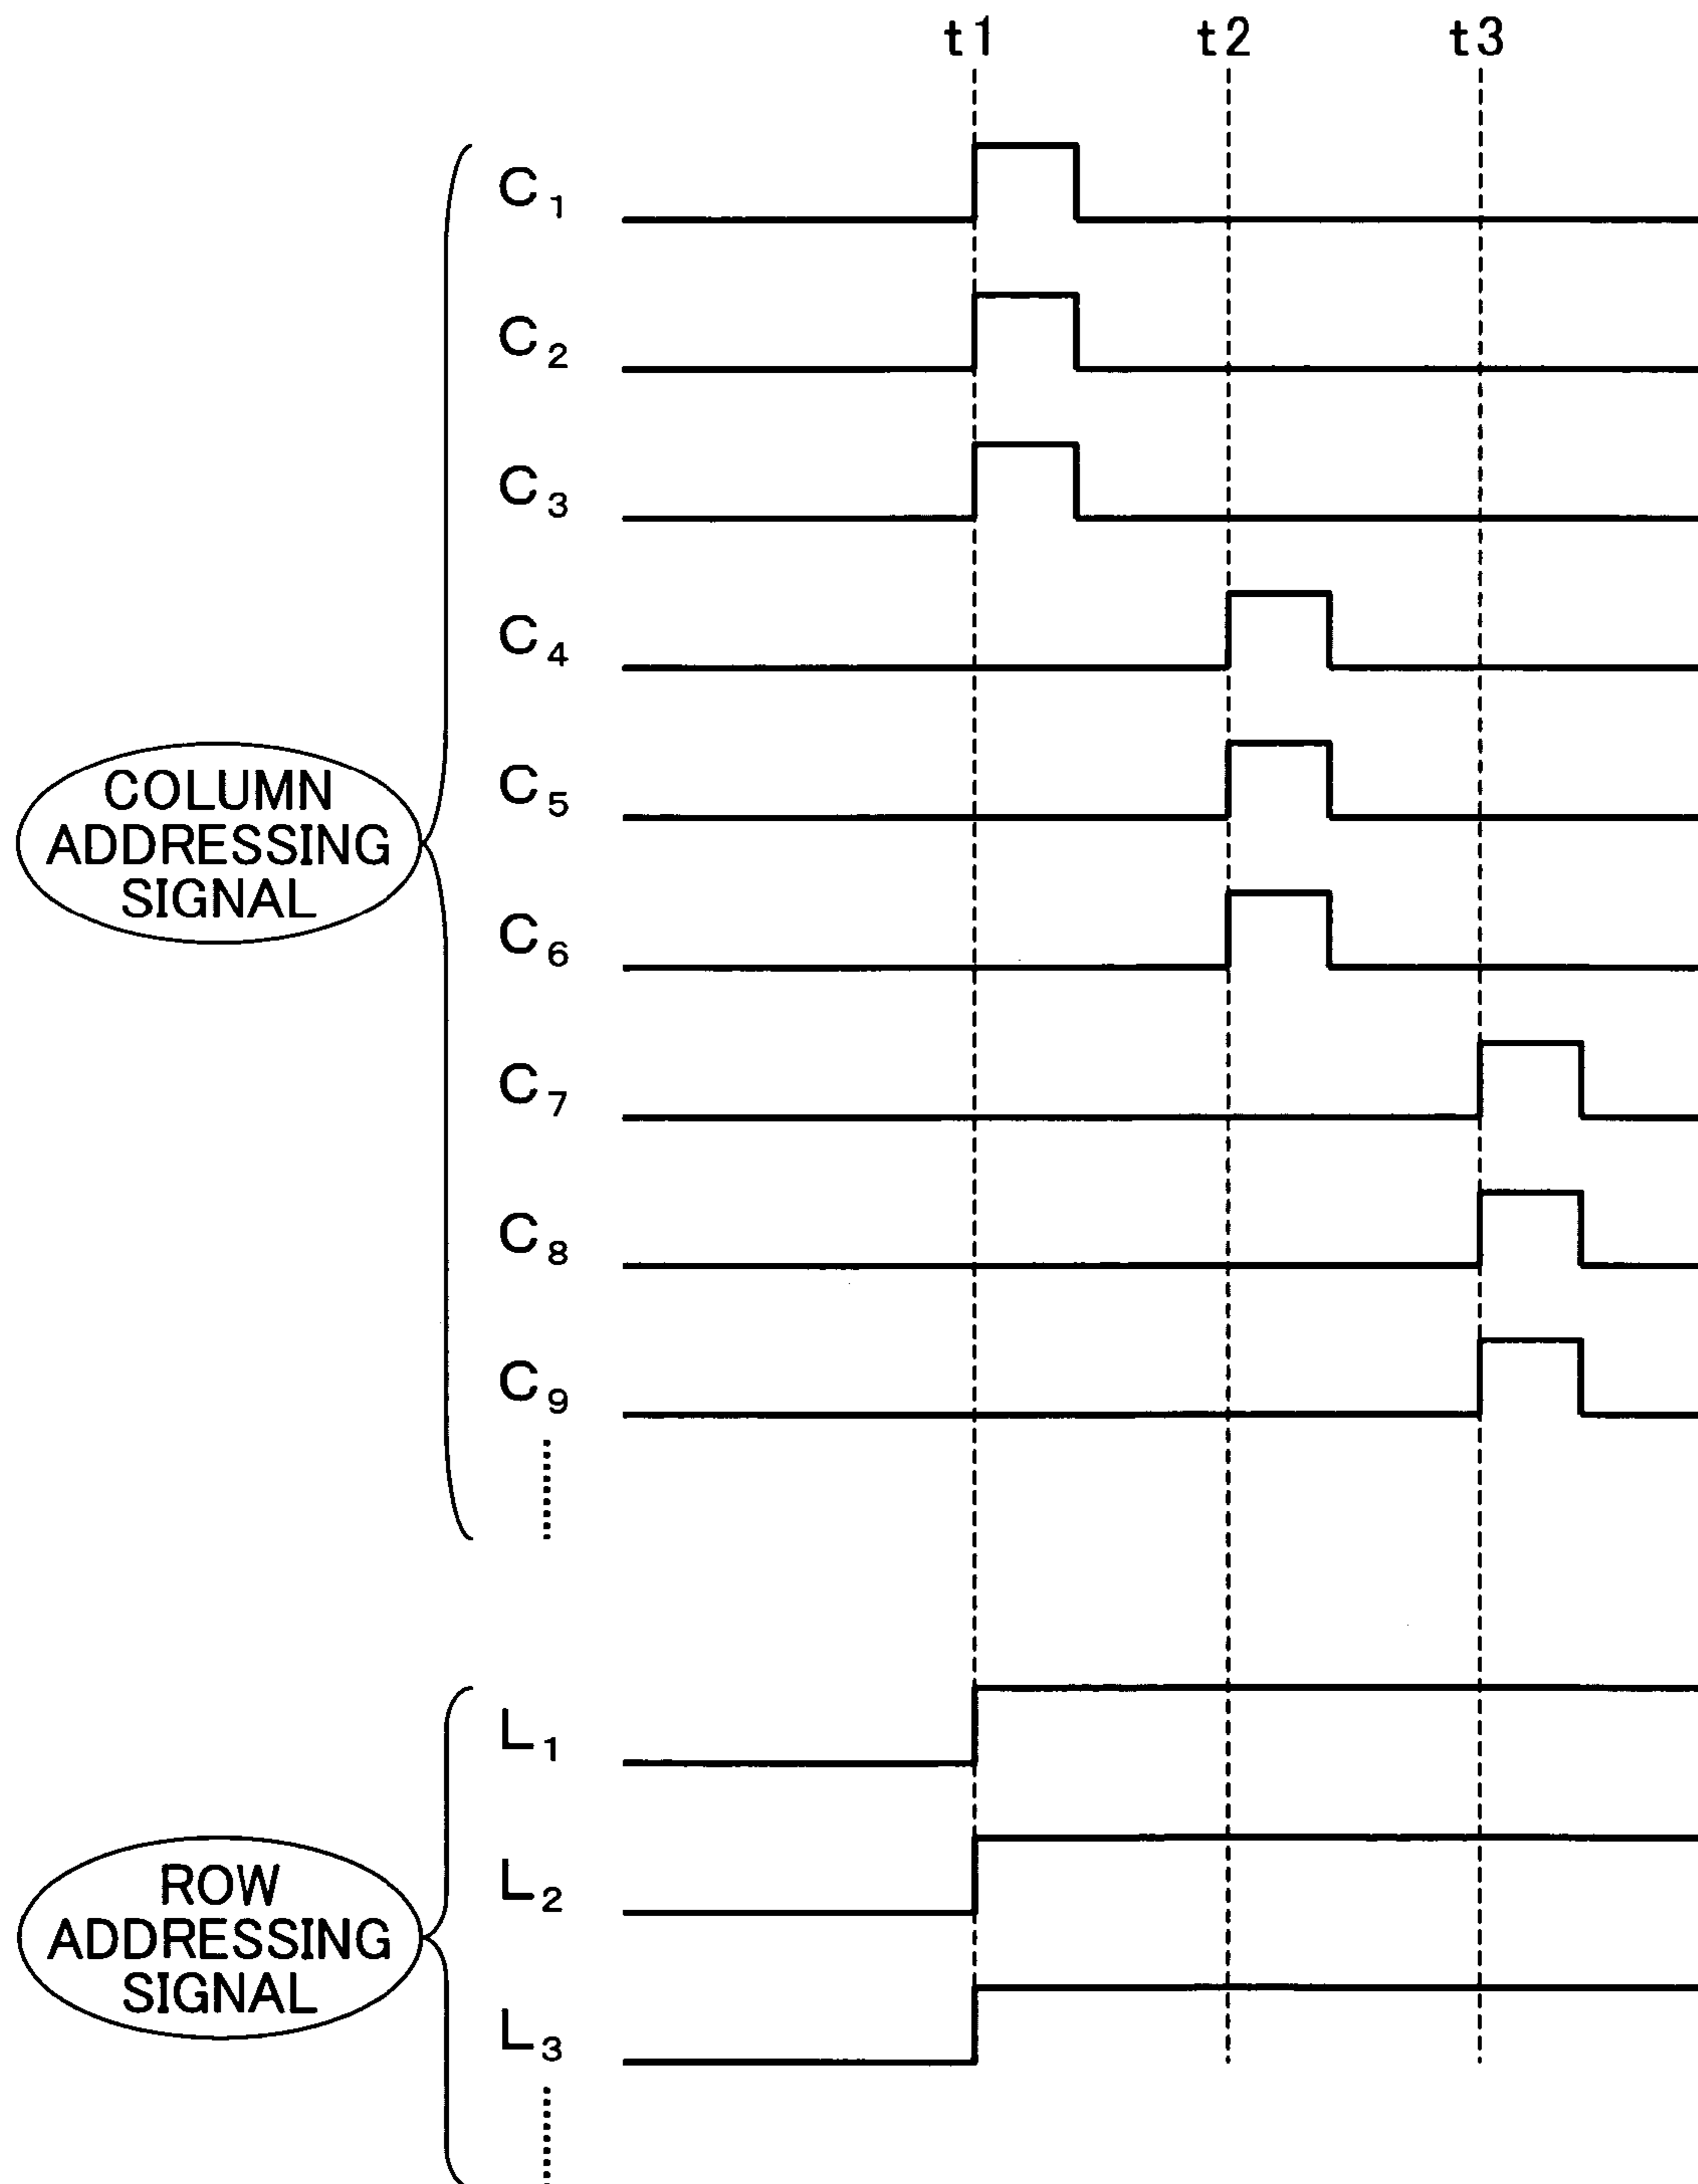 t1 t2 t3
C₁
C₂
C₃
C₄
C₅
COLUMN
ADDRESSING
SIGNAL
C₆
C₇
C₈
C₉
L₁
L₂
ROW
ADDRESSING
SIGNAL
L₃